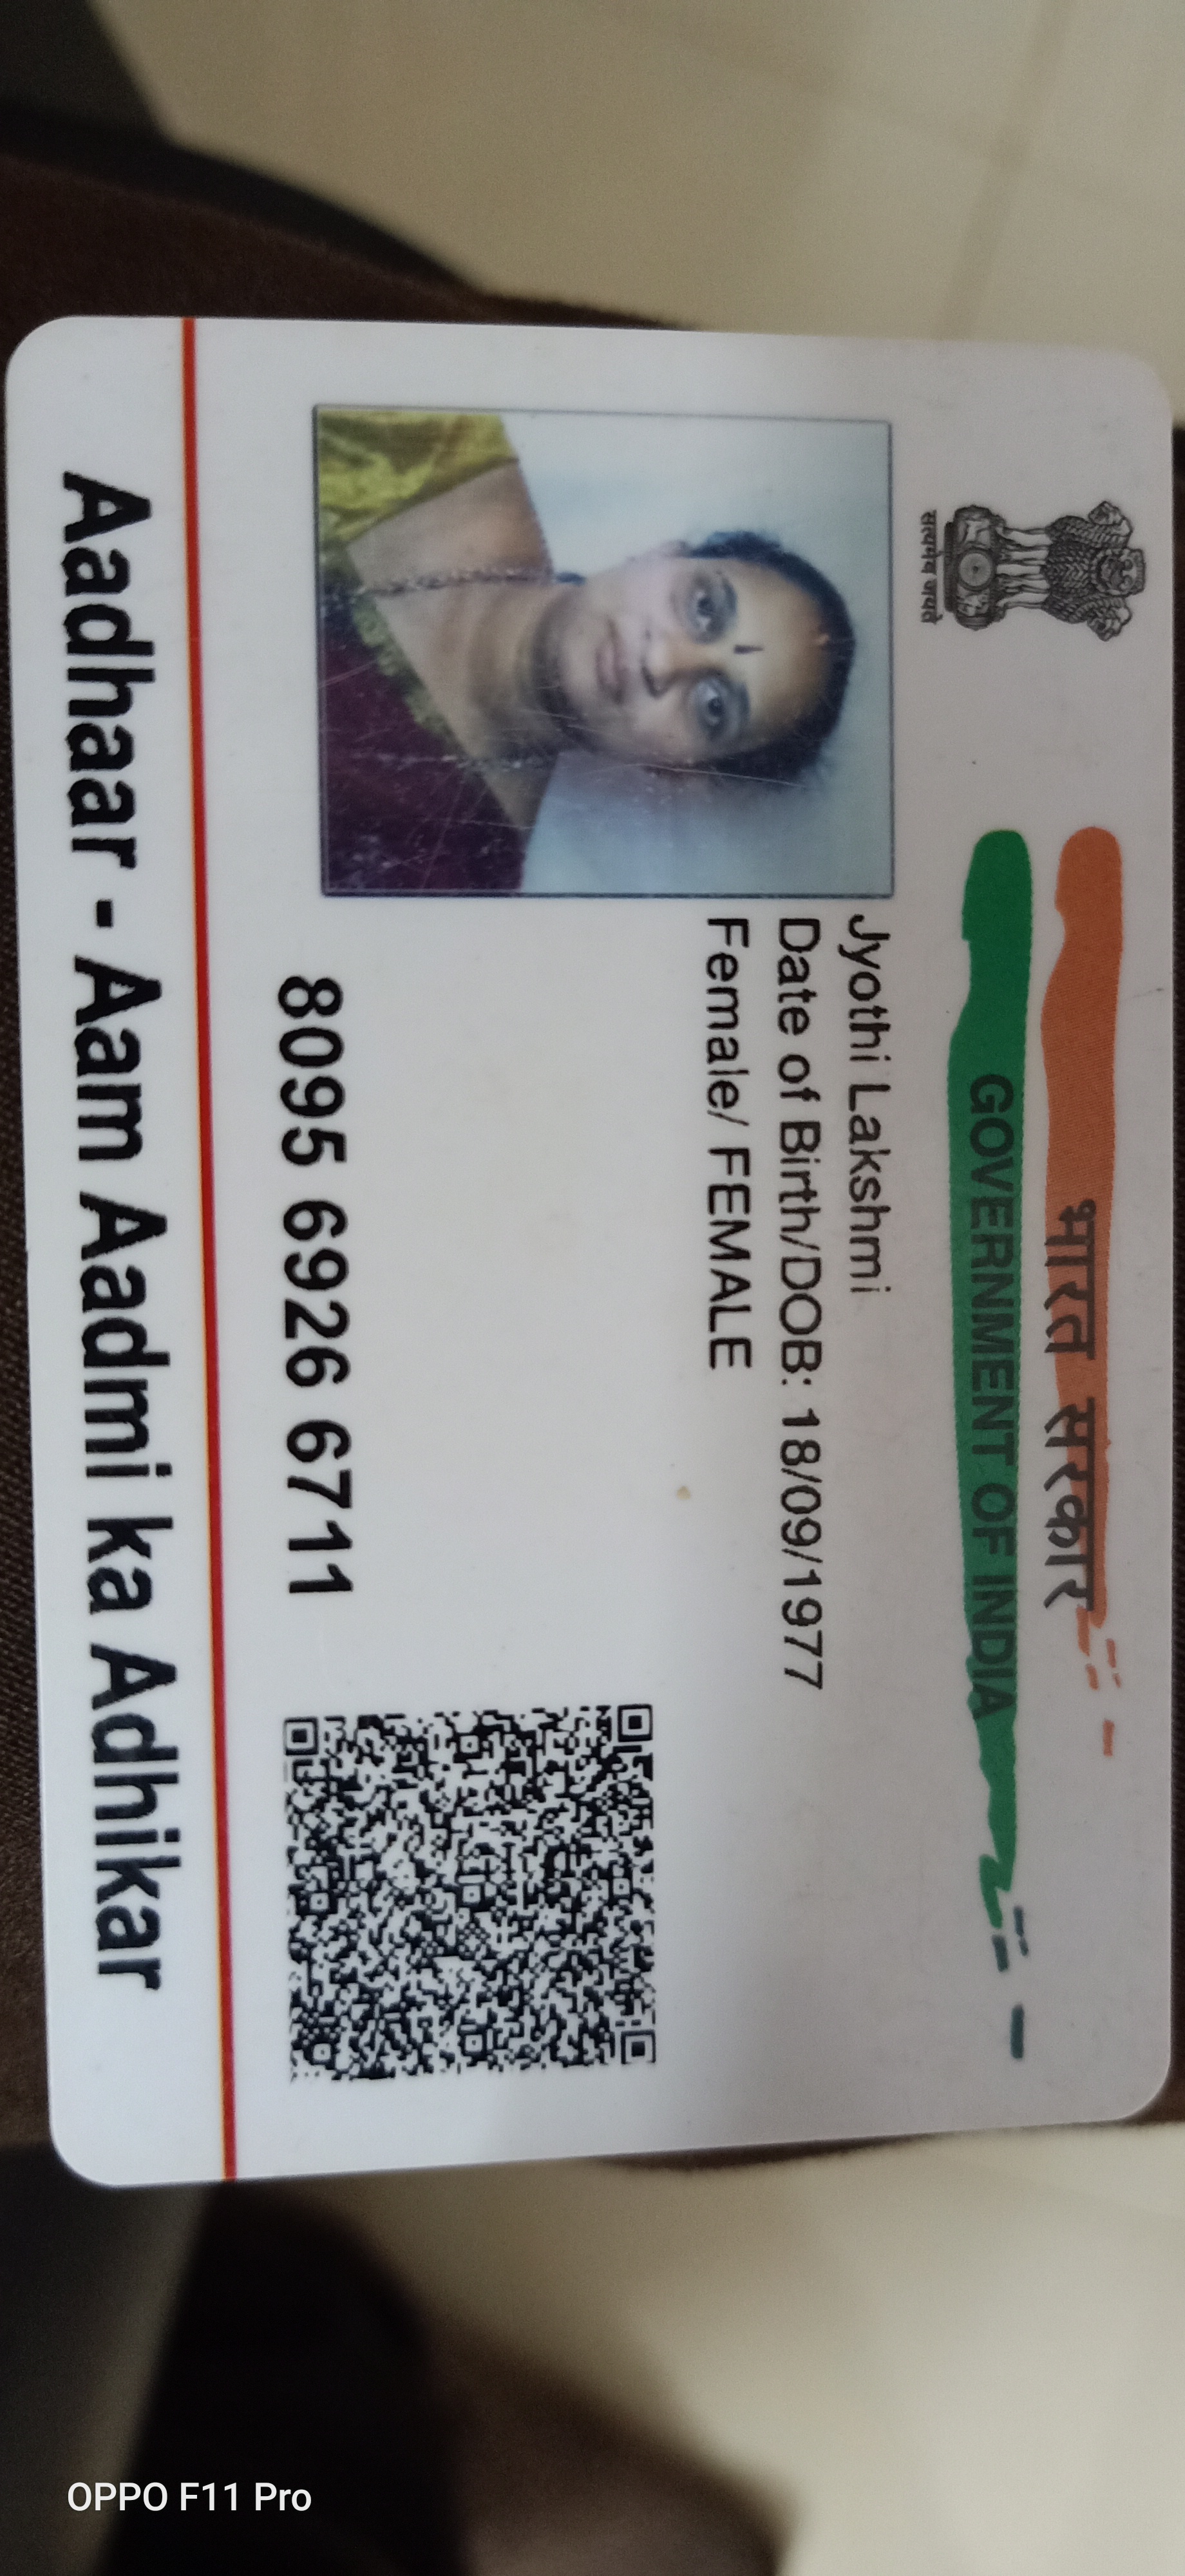 भारत सरकार
GOVERNMENT OF INDIA
सत्यमेव जयते
Jyothi Lakshmi
Date of Birth/DOB: 18/09/1977
Female/ FEMALE
8095 6926 6711
Aadhaar - Aam Aadmi ka Adhikar
OPPO F11 Pro